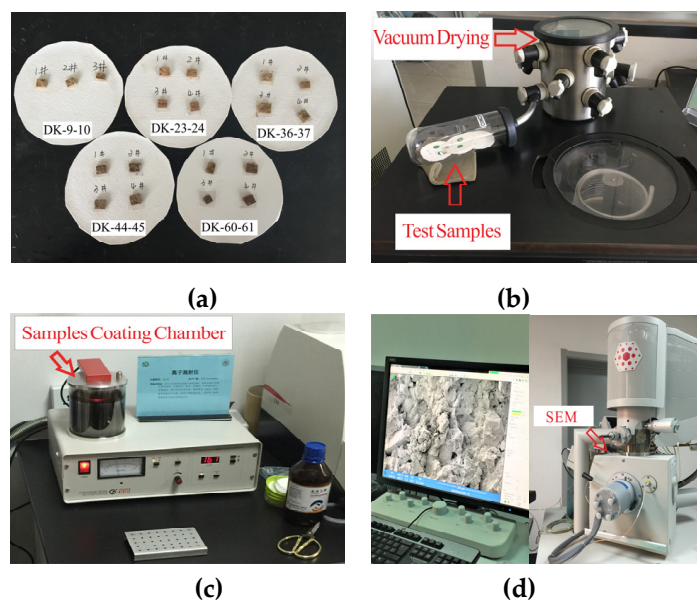 1# 2# 3#
DK-9-10
1# 2#
3# 4#
DK-23-24
1# 2#
3# 4#
DK-36-37
1# 2#
3# 4#
DK-44-45
1# 2#
3# 4#
DK-60-61
(a)
Vacuum Drying
Test Samples
(b)
Samples Coating Chamber
离子溅射仪
(c)
SEM
(d)